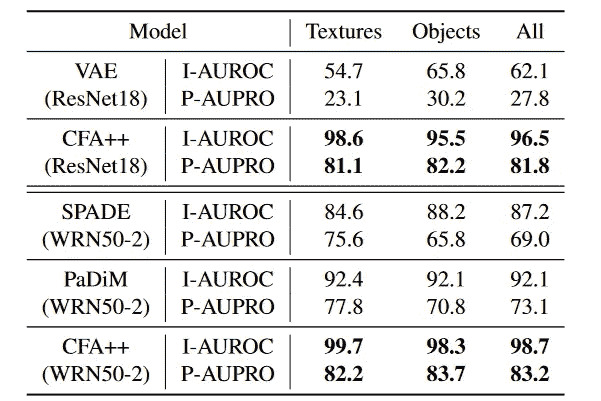 Model Textures Objects All
VAE I-AUROC 54.7 65.8 62.1
(ResNet18) P-AUPRO 23.1 30.2 27.8
CFA++ I-AUROC 98.6 95.5 96.5
(ResNet18) P-AUPRO 81.1 82.2 81.8
SPADE I-AUROC 84.6 88.2 87.2
(WRN50-2) P-AUPRO 75.6 65.8 69.0
PaDiM I-AUROC 92.4 92.1 92.1
(WRN50-2) P-AUPRO 77.8 70.8 73.1
CFA++ I-AUROC 99.7 98.3 98.7
(WRN50-2) P-AUPRO 82.2 83.7 83.2